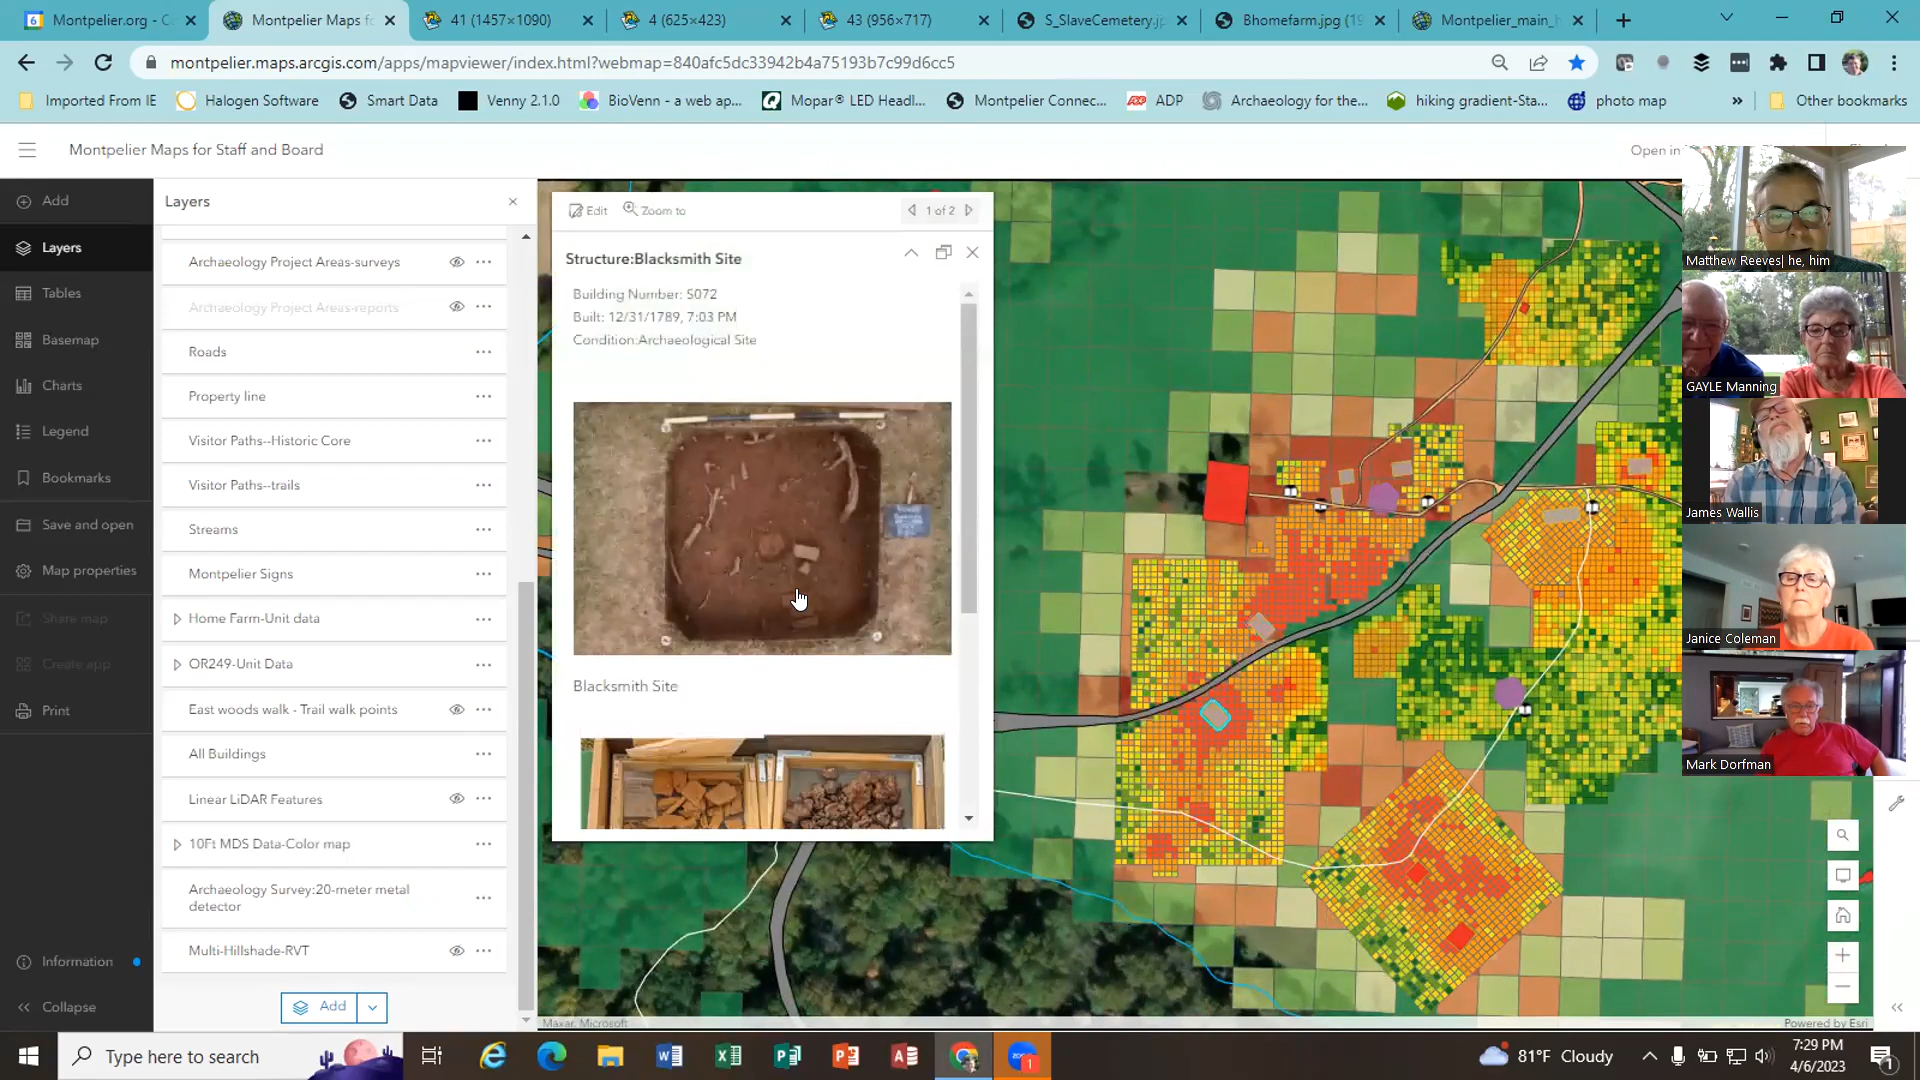 Montpelier.org - C
Montpelier Maps f
41 (1457×1090)
4 (625×423)
43 (956×717)
S_SlaveCemetery.j
Bhomefarm.jpg (19
Montpelier_main_h
montpelier.maps.arcgis.com/apps/mapviewer/index.html?webmap=840afc5dc33942b4a75193b7c99d6cc5
Imported From IE
Halogen Software
Smart Data
Venny 2.1.0
BioVenn - a web ap...
Mopar® LED Headl...
Montpelier Connec...
ADP
Archaeology for the...
hiking gradient-Sta...
photo map
»
Other bookmarks
Montpelier Maps for Staff and Board
Open in
Add
Layers
Tables
Basemap
Charts
Legend
Bookmarks
Save and open
Map properties
Share map
Create app
Print
Information
Collapse
Layers
Archaeology Project Areas-surveys
Archaeology Project Areas-reports
Roads
Property line
Visitor Paths--Historic Core
Visitor Paths--trails
Streams
Montpelier Signs
Home Farm-Unit data
OR249-Unit Data
East woods walk - Trail walk points
All Buildings
Linear LiDAR Features
10Ft MDS Data-Color map
Archaeology Survey:20-meter metal
detector
Multi-Hillshade-RVT
Add
Edit
Zoom to
1 of 2
Structure:Blacksmith Site
Building Number: S072
Built: 12/31/1789, 7:03 PM
Condition:Archaeological Site
Blacksmith Site
Maxar, Microsoft
Powered by Esri
Matthew Reeves| he, him
GAYLE Manning
James Wallis
Janice Coleman
Mark Dorfman
Type here to search
81°F Cloudy
7:29 PM
4/6/2023